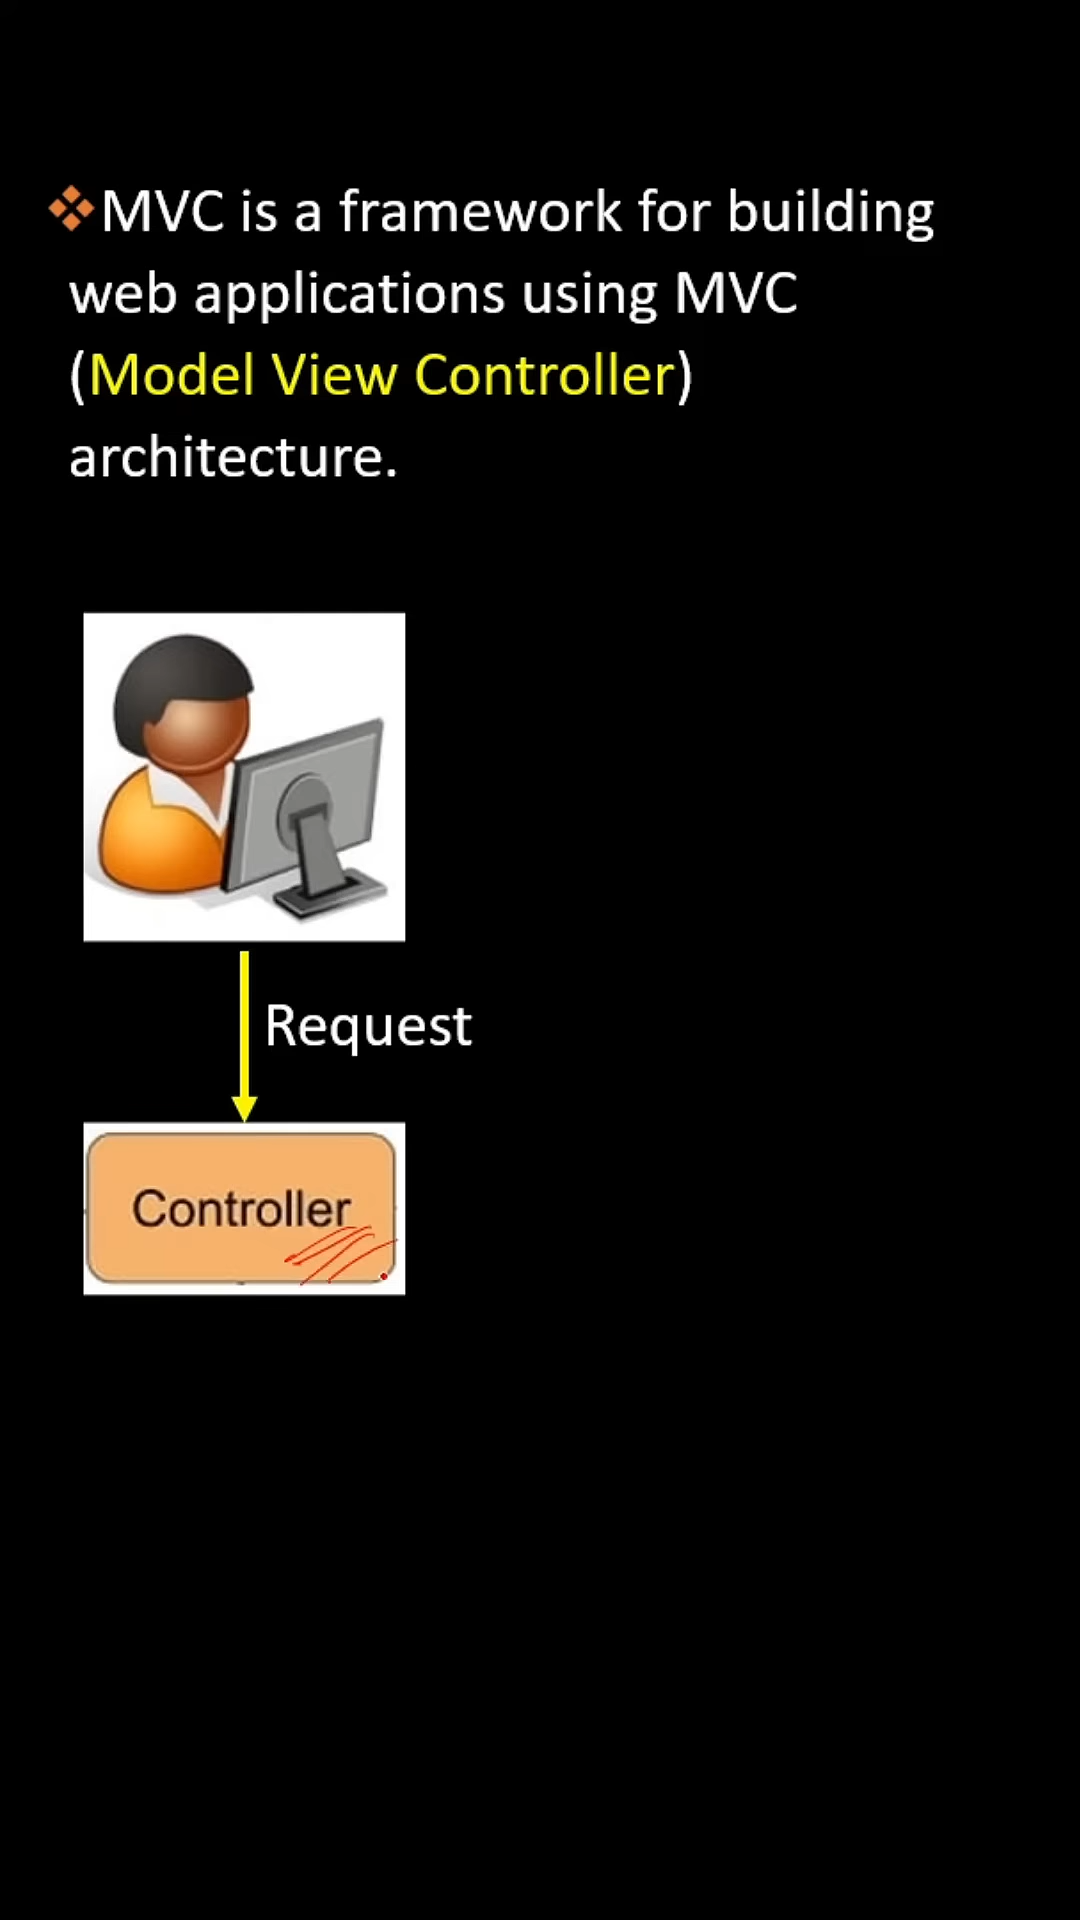 MVC is a framework for building
web applications using MVC
(Model View Controller)
architecture.
Request
Controller